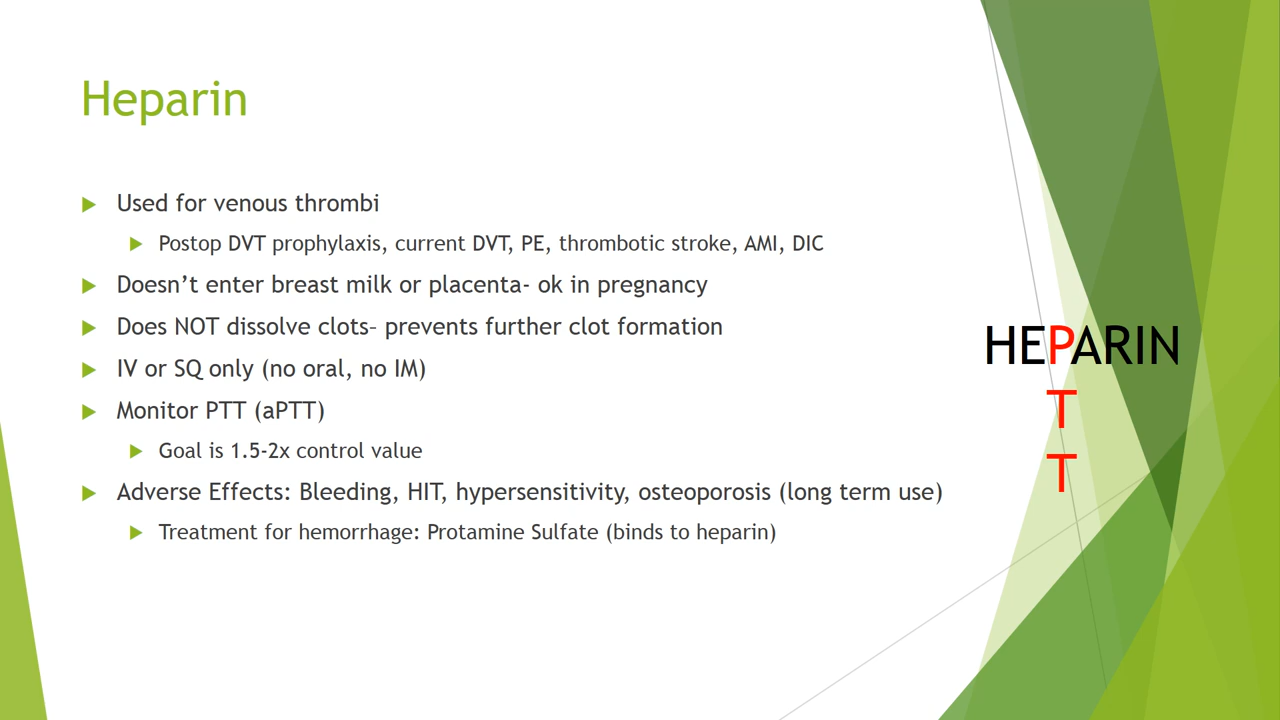 Heparin
Used for venous thrombi
Postop DVT prophylaxis, current DVT, PE, thrombotic stroke, AMI, DIC
Doesn’t enter breast milk or placenta- ok in pregnancy
Does NOT dissolve clots– prevents further clot formation
IV or SQ only (no oral, no IM)
Monitor PTT (aPTT)
Goal is 1.5-2x control value
Adverse Effects: Bleeding, HIT, hypersensitivity, osteoporosis (long term use)
Treatment for hemorrhage: Protamine Sulfate (binds to heparin)
HEPARIN
T
T